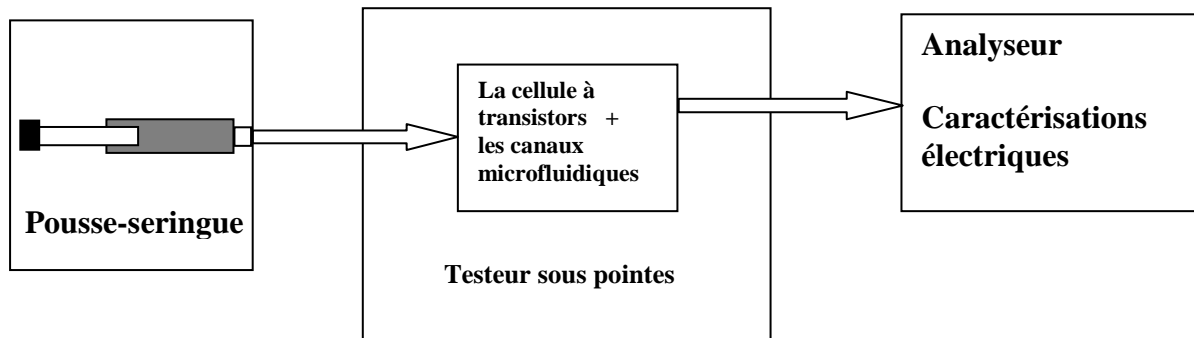 Pousse-seringue
La cellule à
transistors +
les canaux
microfluidiques
Testeur sous pointes
Analyseur
Caractérisations
électriques